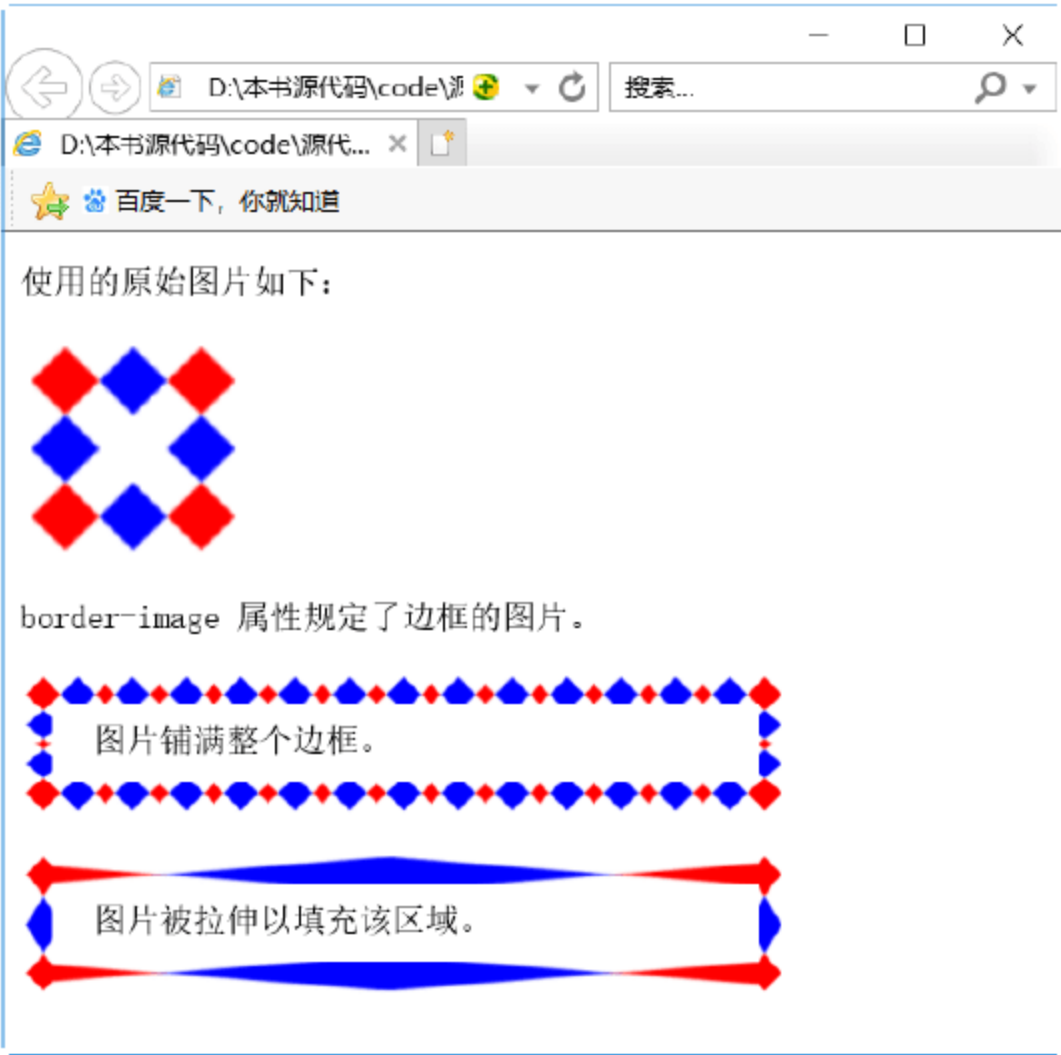 D:\本书源代码\code\源
搜索...
D:\本书源代码\code\源代...
百度一下，你就知道
使用的原始图片如下：
border-image 属性规定了边框的图片。
图片铺满整个边框。
图片被拉伸以填充该区域。